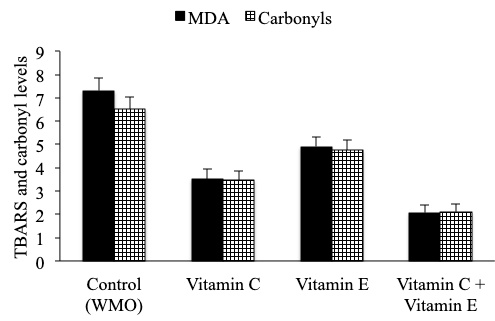 MDA Carbonyls
TBARS and carbonyl levels
9
8
7
6
5
4
3
2
1
0
Control
(WMO)
Vitamin C
Vitamin E
Vitamin C +
Vitamin E